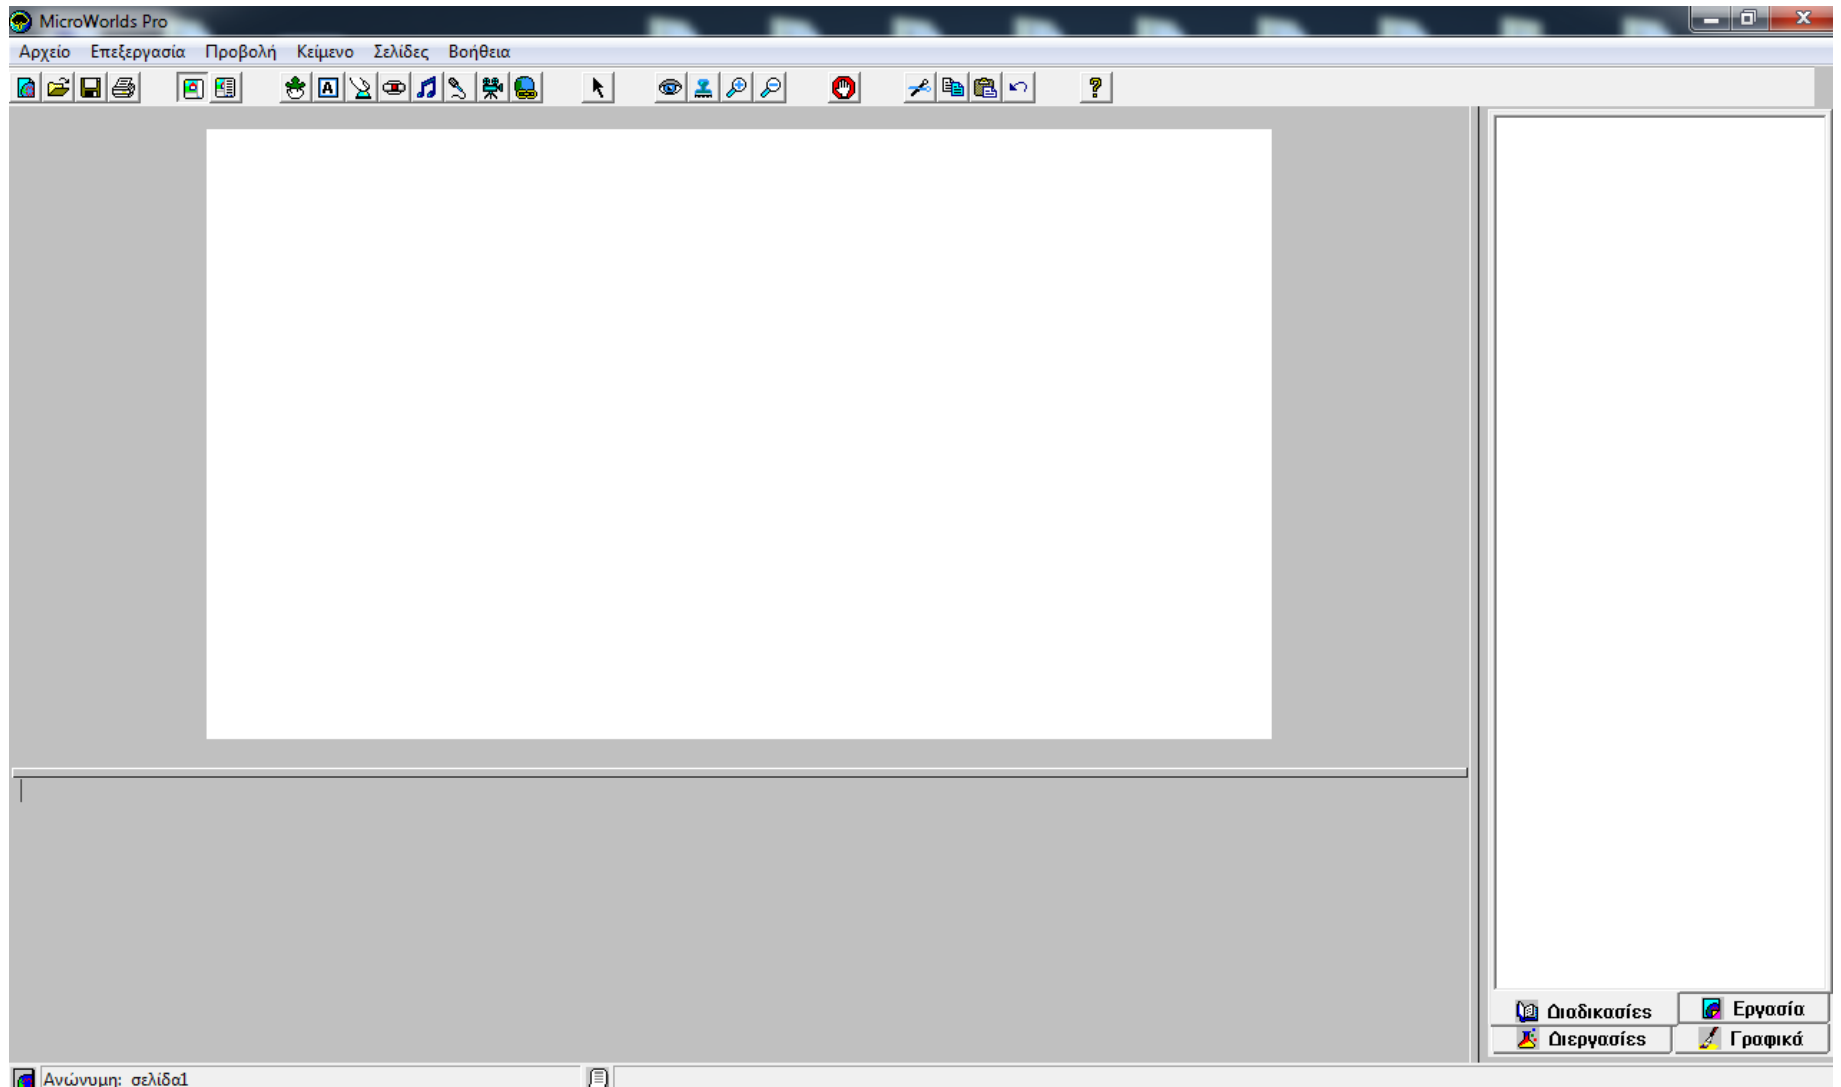 MicroWorlds Pro
Αρχείο Επεξεργασία Προβολή Κείμενο Σελίδες Βοήθεια
Διαδικασίες Εργασία
Διεργασίες Γραφικά
Ανώνυμη: σελίδα1